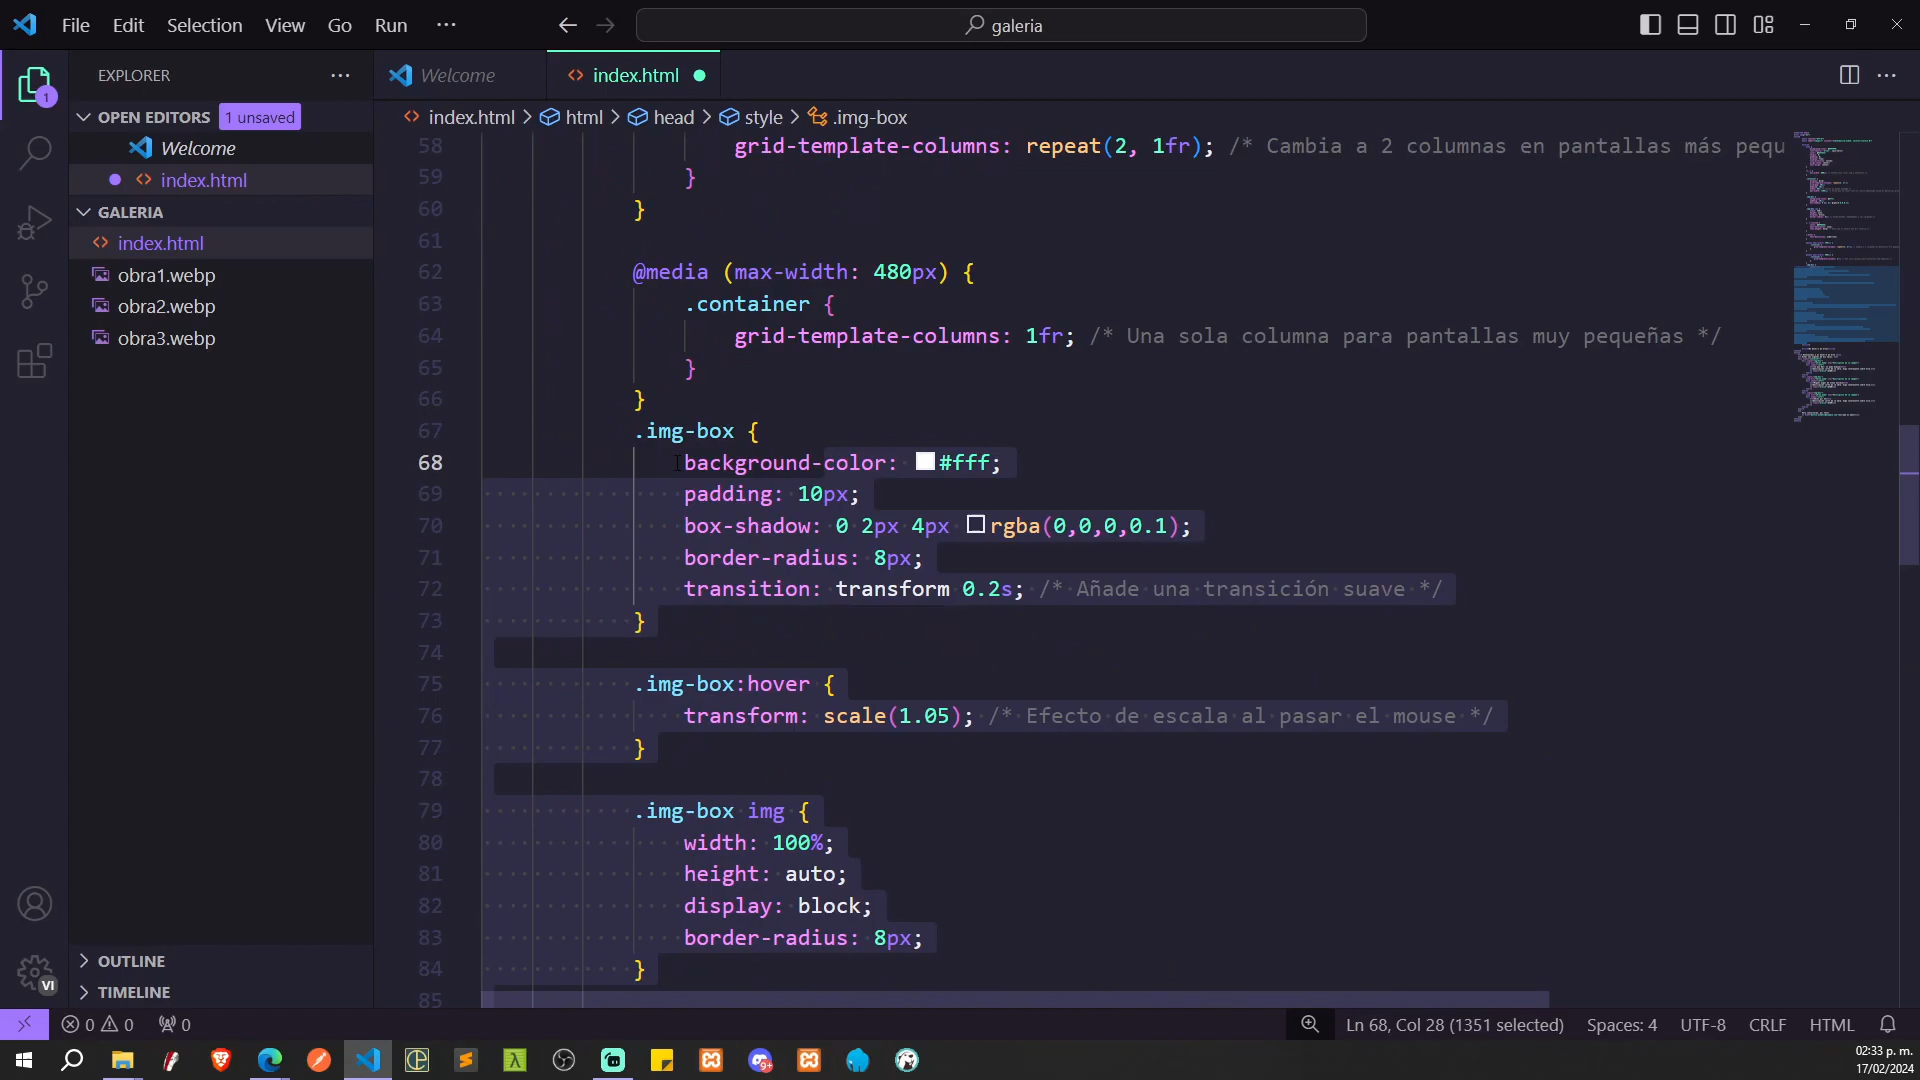 File Edit Selection View Go Run ··· galeria
EXPLORER ···
Welcome
index.html
OPEN EDITORS 1 unsaved
Welcome
index.html
GALERIA
index.html
obra1.webp
obra2.webp
obra3.webp
OUTLINE
TIMELINE
1
VI
index.html > html > head > style > .img-box
58 grid-template-columns: repeat(2, 1fr); /* Cambia a 2 columnas en pantallas más pequ
59 }
60 }
61
62 @media (max-width: 480px) {
63 .container {
64 grid-template-columns: 1fr; /* Una sola columna para pantallas muy pequeñas */
65 }
66 }
67 .img-box {
68 background-color: #fff;
69 padding: 10px;
70 box-shadow: 0 2px 4px rgba(0,0,0,0.1);
71 border-radius: 8px;
72 transition: transform 0.2s; /* Añade una transición suave */
73 }
74
75 .img-box:hover {
76 transform: scale(1.05); /* Efecto de escala al pasar el mouse */
77 }
78
79 .img-box img {
80 width: 100%;
81 height: auto;
82 display: block;
83 border-radius: 8px;
84 }
85
0 0 0 Ln 68, Col 28 (1351 selected) Spaces: 4 UTF-8 CRLF HTML
9+
02:33 p. m.
17/02/2024